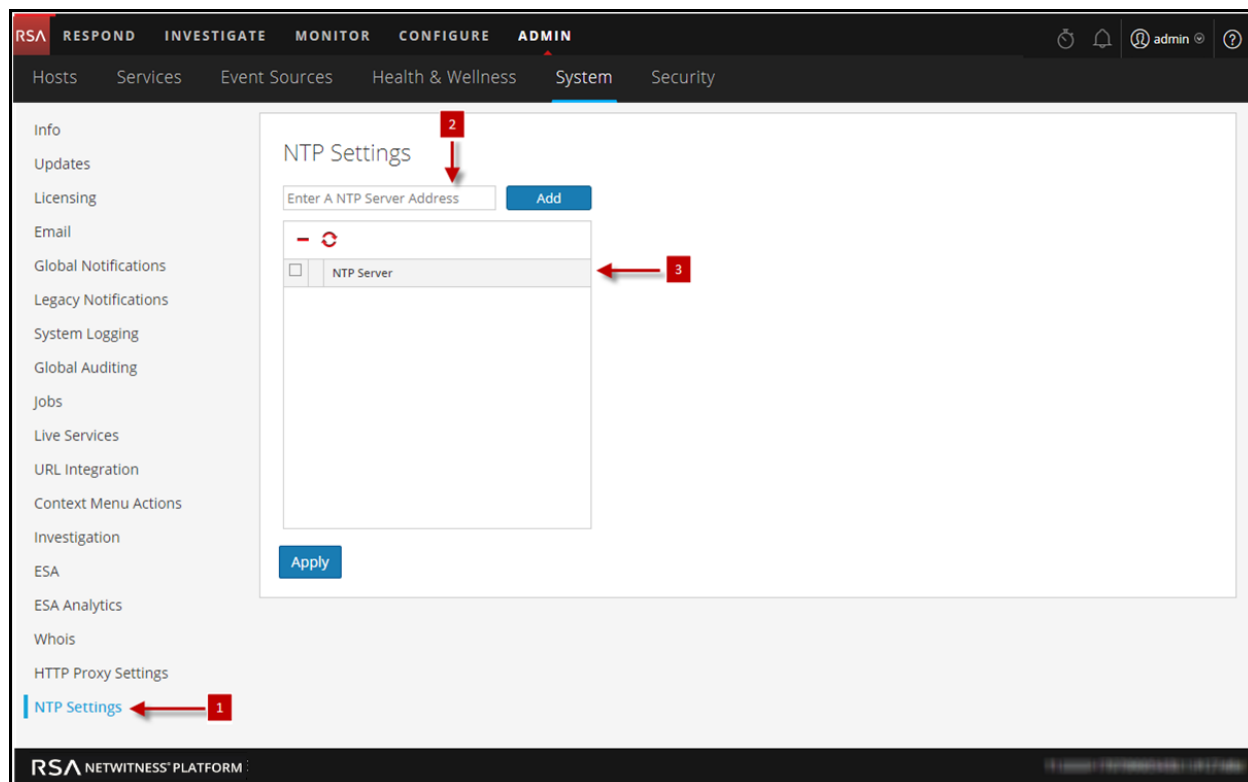 RSA RESPOND INVESTIGATE MONITOR CONFIGURE ADMIN admin ?
Hosts Services Event Sources Health & Wellness System Security
Info
Updates
Licensing
Email
Global Notifications
Legacy Notifications
System Logging
Global Auditing
Jobs
Live Services
URL Integration
Context Menu Actions
Investigation
ESA
ESA Analytics
Whois
HTTP Proxy Settings
NTP Settings 1
2
NTP Settings
Enter A NTP Server Address Add
NTP Server 3
Apply
RSA NETWITNESS® PLATFORM